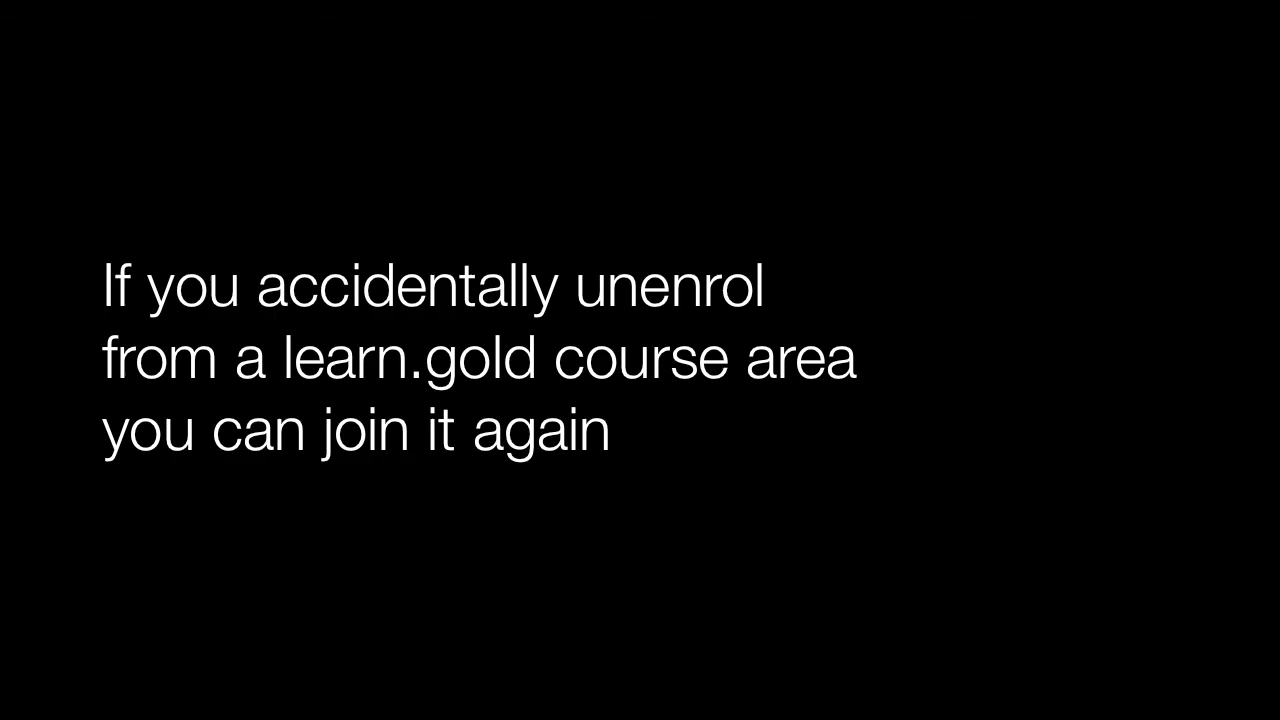 If you accidentally unenrol
from a learn.gold course area
you can join it again